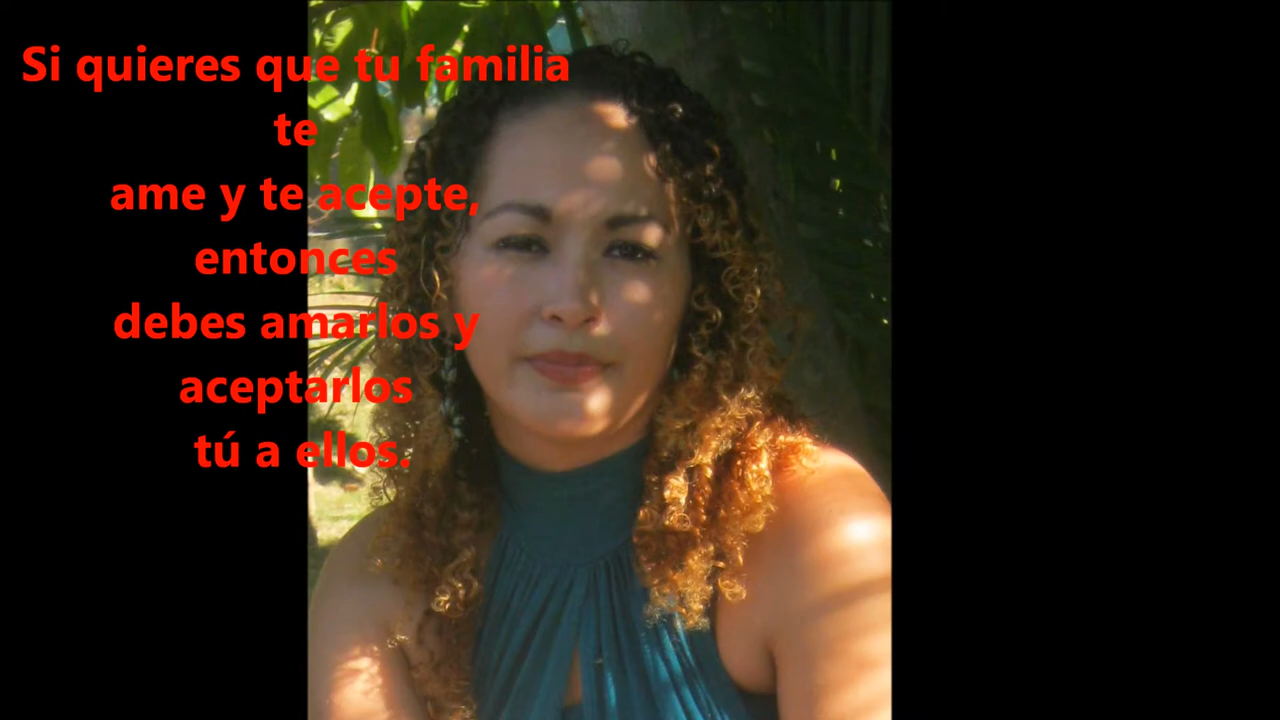 Si quieres que tu familia
te
ame y te acepte,
entonces
debes amarlos y
aceptarlos
tú a ellos.